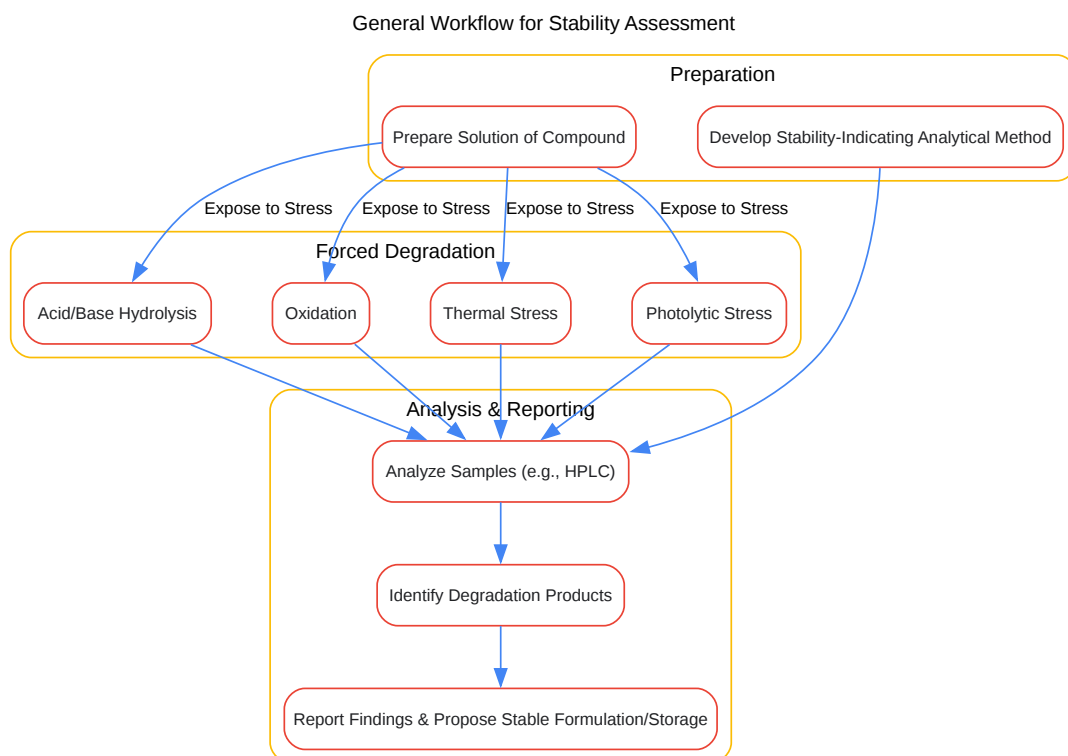 General Workflow for Stability Assessment
Preparation
Prepare Solution of Compound
Develop Stability-Indicating Analytical Method
Expose to Stress
Expose to Stress
Expose to Stress
Expose to Stress
Forced Degradation
Acid/Base Hydrolysis
Oxidation
Thermal Stress
Photolytic Stress
Analysis & Reporting
Analyze Samples (e.g., HPLC)
Identify Degradation Products
Report Findings & Propose Stable Formulation/Storage